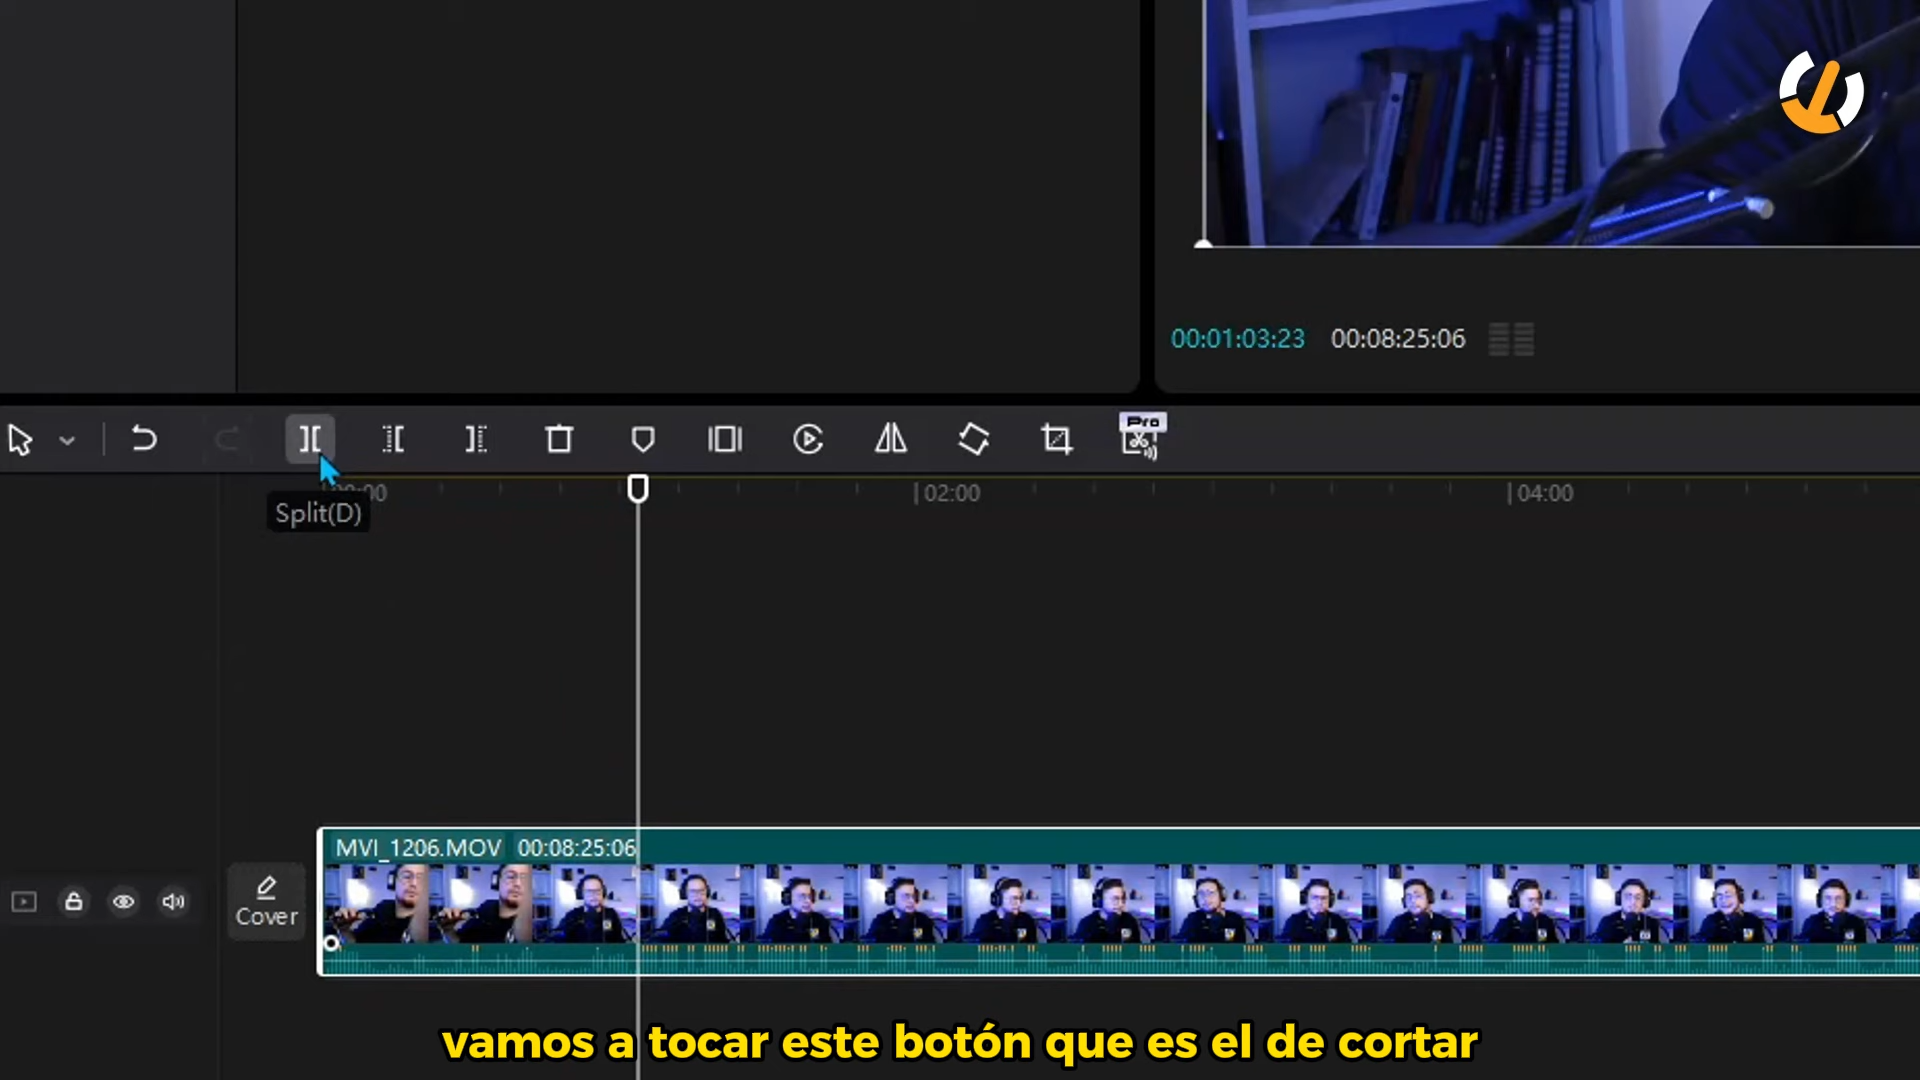 00:01:03:23 00:08:25:06
Pro
02:00
04:00
Split(D)
MVI_1206.MOV 00:08:25:06
Cover
vamos a tocar este botón que es el de cortar